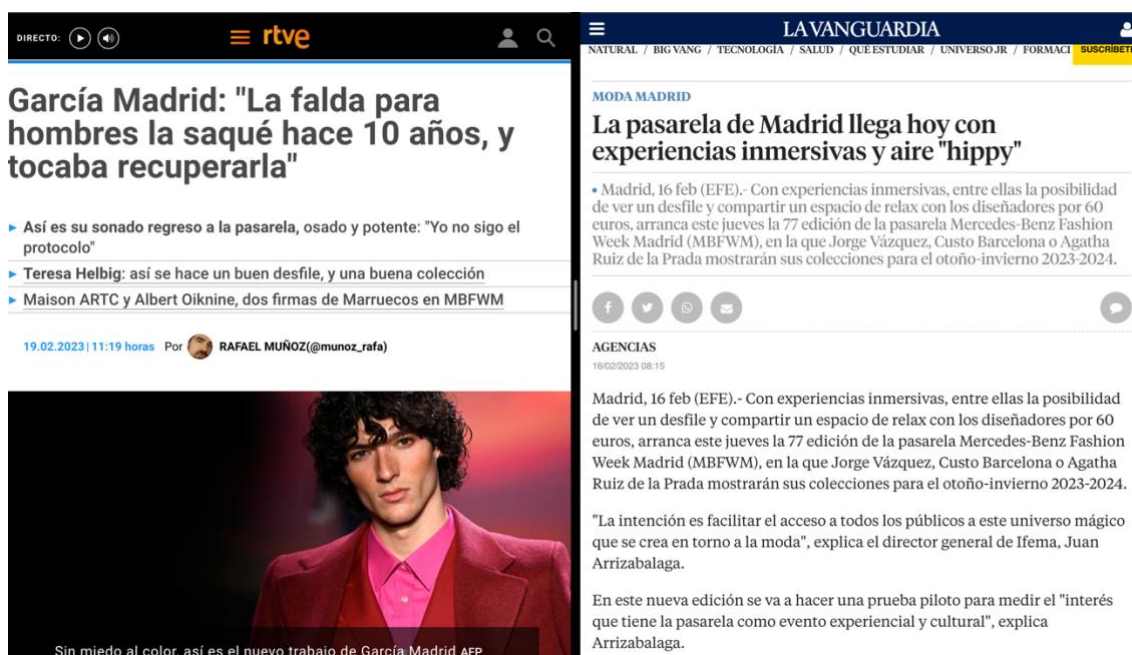 DIRECTO:
rtve
García Madrid: "La falda para
hombres la saqué hace 10 años, y
tocaba recuperarla"
Así es su sonado regreso a la pasarela, osado y potente: "Yo no sigo el
protocolo"
Teresa Helbig: así se hace un buen desfile, y una buena colección
Maison ARTC y Albert Oiknine, dos firmas de Marruecos en MBFWM
19.02.2023 | 11:19 horas Por RAFAEL MUÑOZ(@munoz_rafa)
Sin miedo al color, así es el nuevo trabajo de García Madrid AFP
LA VANGUARDIA
NATURAL / BIG VANG / TECNOLOGÍA / SALUD / QUÉ ESTUDIAR / UNIVERSO JR / FORMACI SUSCRÍBETE
MODA MADRID
La pasarela de Madrid llega hoy con
experiencias inmersivas y aire "hippy"
• Madrid, 16 feb (EFE).- Con experiencias inmersivas, entre ellas la posibilidad
de ver un desfile y compartir un espacio de relax con los diseñadores por 60
euros, arranca este jueves la 77 edición de la pasarela Mercedes-Benz Fashion
Week Madrid (MBFWM), en la que Jorge Vázquez, Custo Barcelona o Agatha
Ruiz de la Prada mostrarán sus colecciones para el otoño-invierno 2023-2024.
AGENCIAS
16/02/2023 08:15
Madrid, 16 feb (EFE).- Con experiencias inmersivas, entre ellas la posibilidad
de ver un desfile y compartir un espacio de relax con los diseñadores por 60
euros, arranca este jueves la 77 edición de la pasarela Mercedes-Benz Fashion
Week Madrid (MBFWM), en la que Jorge Vázquez, Custo Barcelona o Agatha
Ruiz de la Prada mostrarán sus colecciones para el otoño-invierno 2023-2024.
"La intención es facilitar el acceso a todos los públicos a este universo mágico
que se crea en torno a la moda", explica el director general de Ifema, Juan
Arrizabalaga.
En este nueva edición se va a hacer una prueba piloto para medir el "interés
que tiene la pasarela como evento experiencial y cultural", explica
Arrizabalaga.